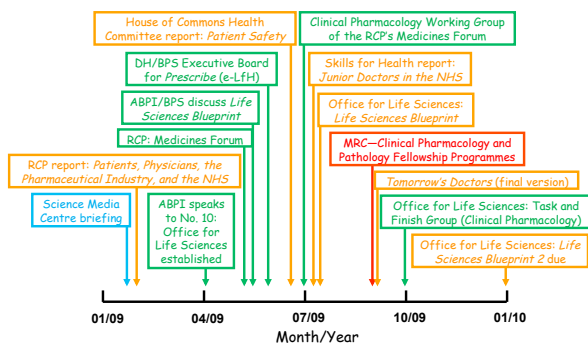 House of Commons Health
Committee report: Patient Safety
Clinical Pharmacology Working Group
of the RCP's Medicines Forum
DH/BPS Executive Board
for Prescribe (e-LfH)
Skills for Health report:
Junior Doctors in the NHS
ABPI/BPS discuss Life
Sciences Blueprint
Office for Life Sciences:
Life Sciences Blueprint
RCP: Medicines Forum
MRC—Clinical Pharmacology and
Pathology Fellowship Programmes
RCP report: Patients, Physicians, the
Pharmaceutical Industry, and the NHS
Tomorrow's Doctors (final version)
Science Media
Centre briefing
ABPI speaks
to No. 10:
Office for
Life Sciences
established
Office for Life Sciences: Task and
Finish Group (Clinical Pharmacology)
Office for Life Sciences: Life
Sciences Blueprint 2 due
01/09 04/09 07/09 10/09 01/10
Month/Year